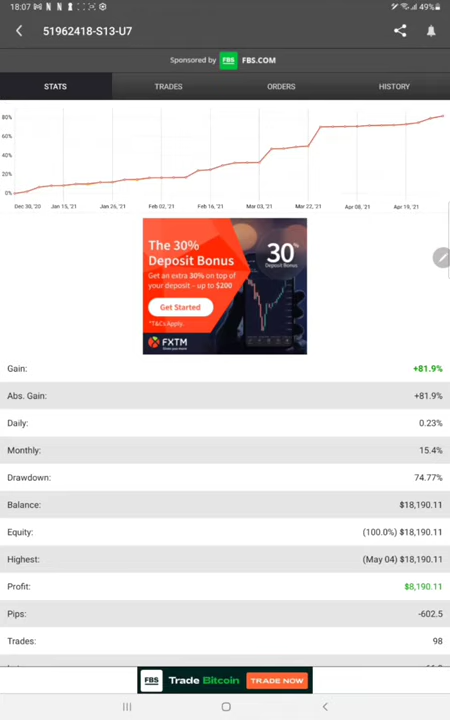 18:07 49%
51962418-S13-U7
Sponsored by FBS FBS.COM
STATS TRADES ORDERS HISTORY
80%
60%
40%
20%
0%
Dec 30, '20 Jan 15, '21 Jan 26, '21 Feb 02, '21 Feb 16, '21 Mar 03, '21 Mar 22, '21 Apr 08, '21 Apr 19, '21
The 30%
Deposit Bonus
Get an extra 30% on top of
your deposit – up to $200
Get Started
*T&Cs Apply.
FXTM
30%
Deposit Bonus
Gain: +81.9%
Abs. Gain: +81.9%
Daily: 0.23%
Monthly: 15.4%
Drawdown: 74.77%
Balance: $18,190.11
Equity: (100.0%) $18,190.11
Highest: (May 04) $18,190.11
Profit: $8,190.11
Pips: -602.5
Trades: 98
FBS Trade Bitcoin TRADE NOW